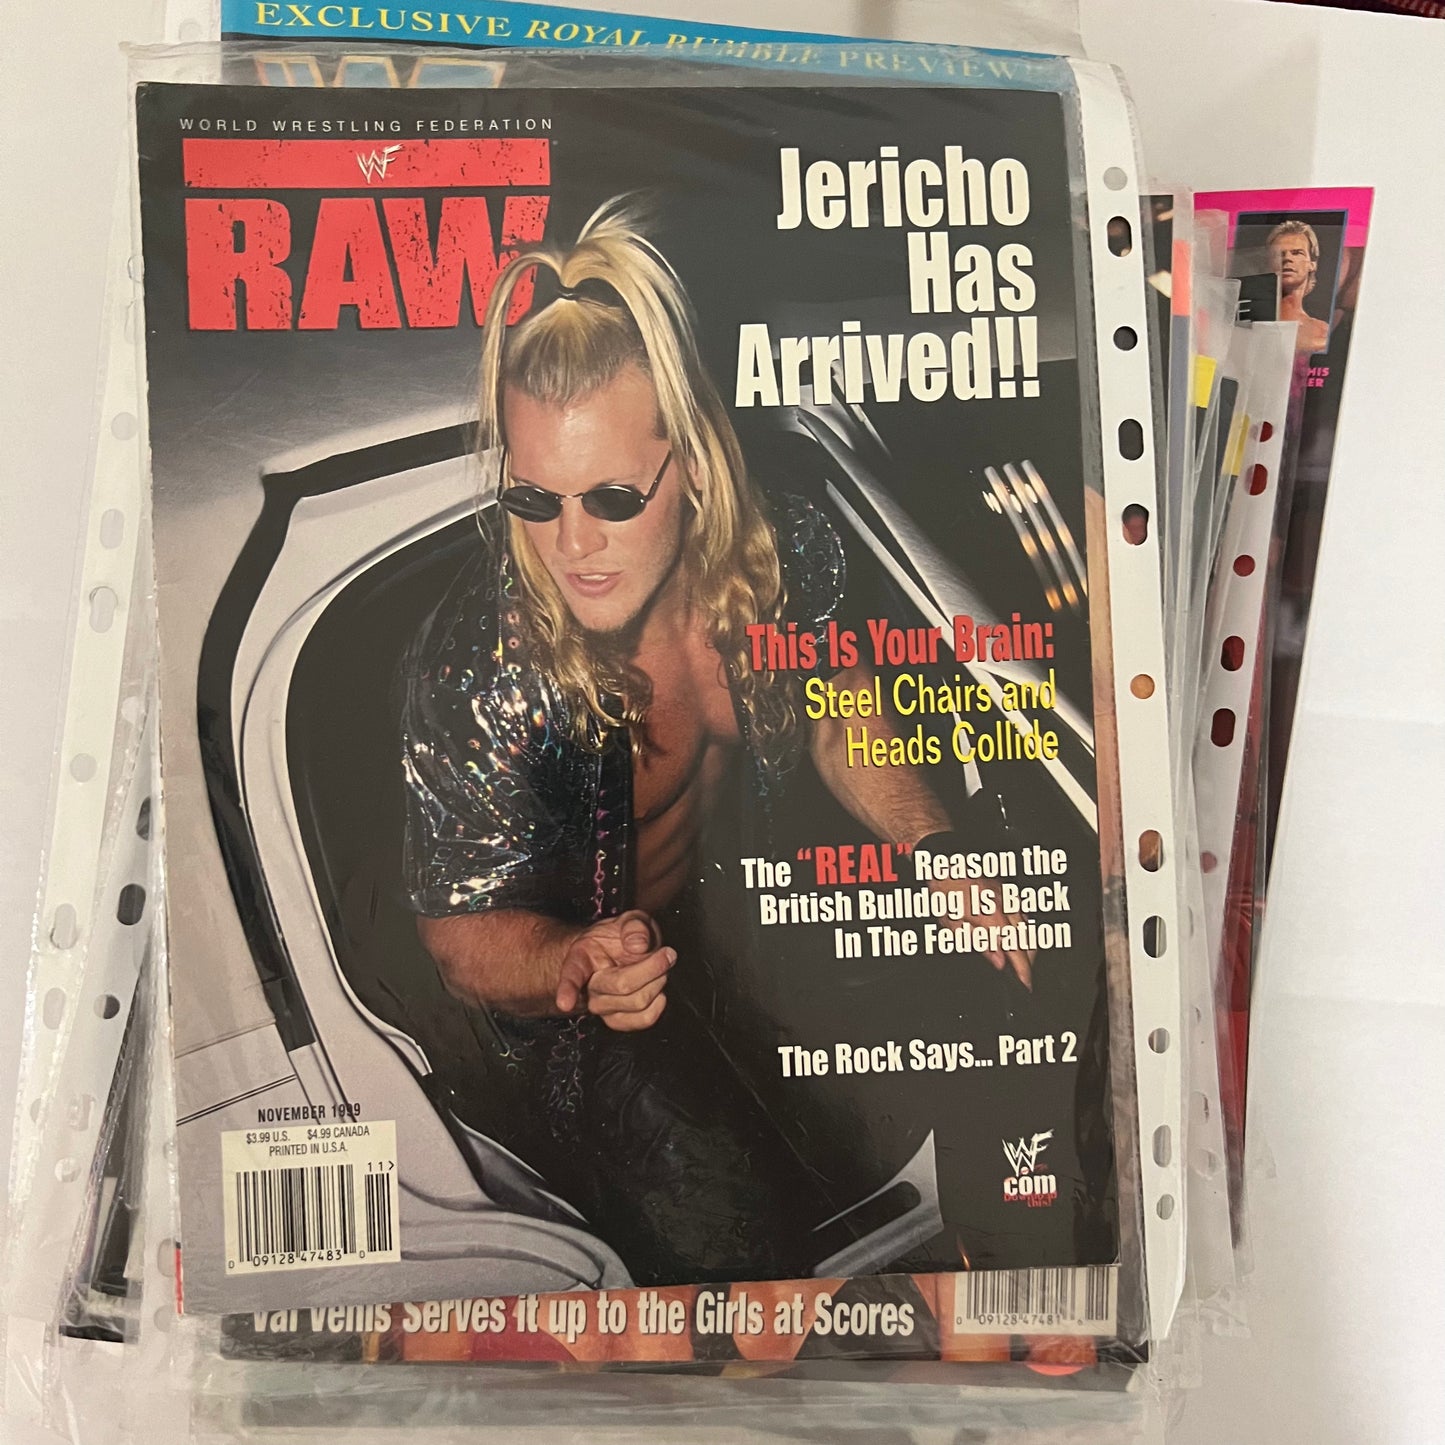 EXCLUSIVE ROYAL RUMBLE PREVIEW!
WORLD WRESTLING FEDERATION
RAW
Jericho
Has
Arrived!!
HIS
ER
This Is Your Brain:
Steel Chairs and
Heads Collide
The "REAL" Reason the
British Bulldog Is Back
In The Federation
The Rock Says... Part 2
NOVEMBER 1999
$3.99 U.S. $4.99 CANADA
PRINTED IN U.S.A.
11>
0 09128 47483 0
.com
Val Venis Serves it up to the Girls at Scores
0 09128 47481 6